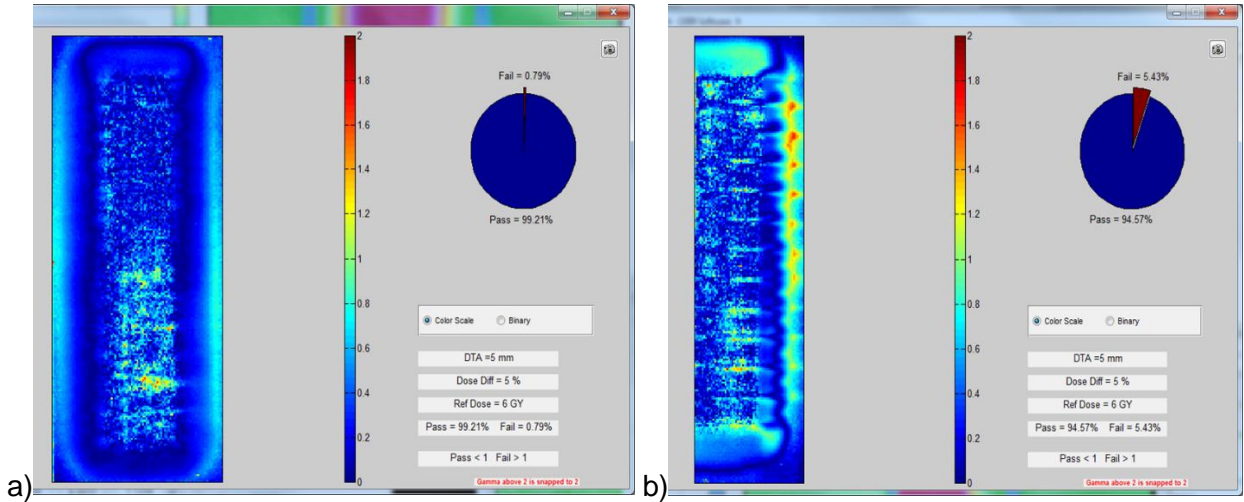 2
1.8
1.6
1.4
1.2
1
0.8
0.6
0.4
0.2
0
Fail = 0.79%
Pass = 99.21%
Color Scale Binary
DTA =5 mm
Dose Diff = 5 %
Ref Dose = 6 GY
Pass = 99.21% Fail = 0.79%
Pass < 1 Fail > 1
Gamma above 2 is snapped to 2
a)
2
1.8
1.6
1.4
1.2
1
0.8
0.6
0.4
0.2
0
Fail = 5.43%
Pass = 94.57%
Color Scale Binary
DTA =5 mm
Dose Diff = 5 %
Ref Dose = 6 GY
Pass = 94.57% Fail = 5.43%
Pass < 1 Fail > 1
Gamma above 2 is snapped to 2
b)